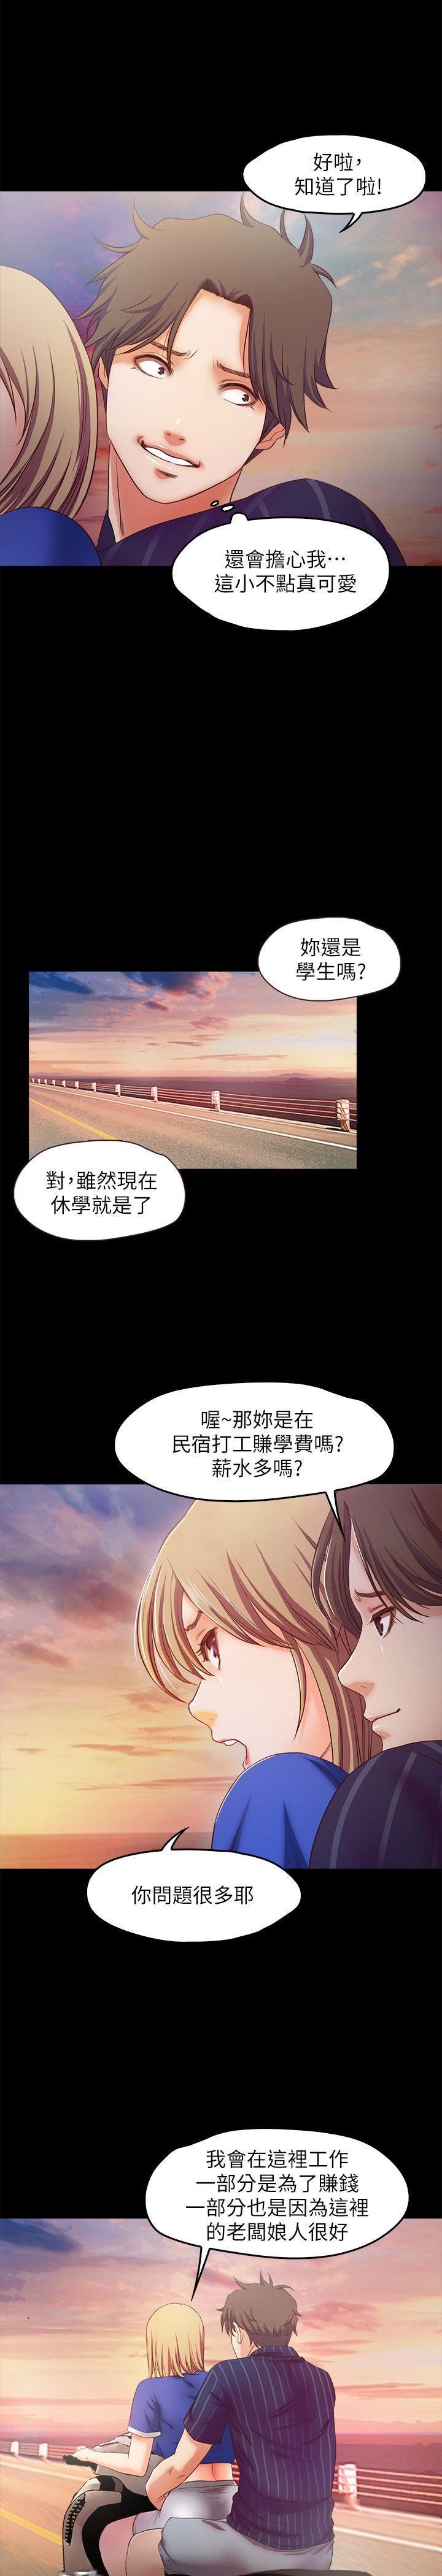 好啦，
知道了啦!
還會擔心我⋯
這小不點真可愛
妳還是
學生嗎?
對，雖然現在
休學就是了
喔~那妳是在
民宿打工賺學費嗎?
薪水多嗎?
你問題很多耶
我會在這裡工作
一部分是為了賺錢
一部分也是因為這裡
的老闆娘人很好